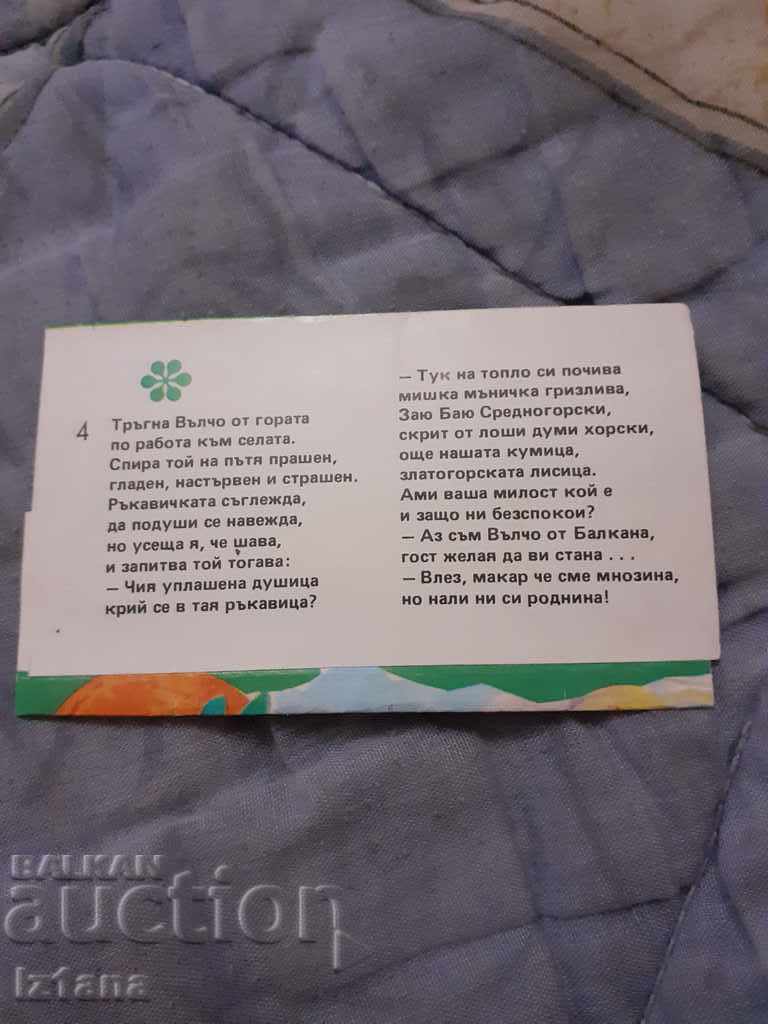 4
Тръгна Вълчо от гората
по работа към селата.
Спира той на пътя прашен,
гладен, настървен и страшен.
Ръкавичката съглежда,
да подуши се навежда,
но усеща я, че шава,
и запитва той тогава:
— Чия уплашена душица
крий се в тая ръкавица?
— Тук на топло си почива
мишка мъничка гризлива,
Заю Баю Средногорски,
скрит от лоши думи хорски,
още нашата кумица,
златогорската лисица.
Ами ваша милост кой е
и защо ни безспокои?
— Аз съм Вълчо от Балкана,
гост желая да ви стана . . .
— Влез, макар че сме мнозина,
но нали ни си роднина!
BALKAN
auction
Iz1ana